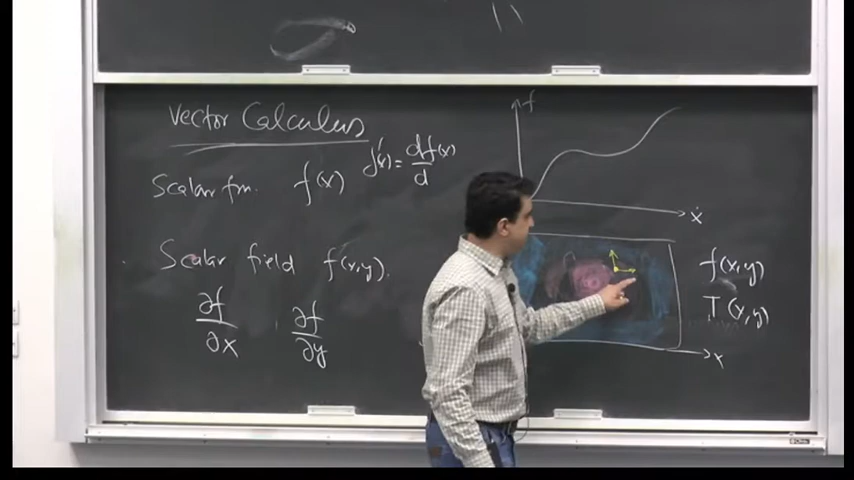 Vector Calculus
Scalar fn. f(x) f'(x) = df(x)/d
Scalar field f(x,y).
∂f/∂x ∂f/∂y
f
x
f(x,y)
T(x,y)
x